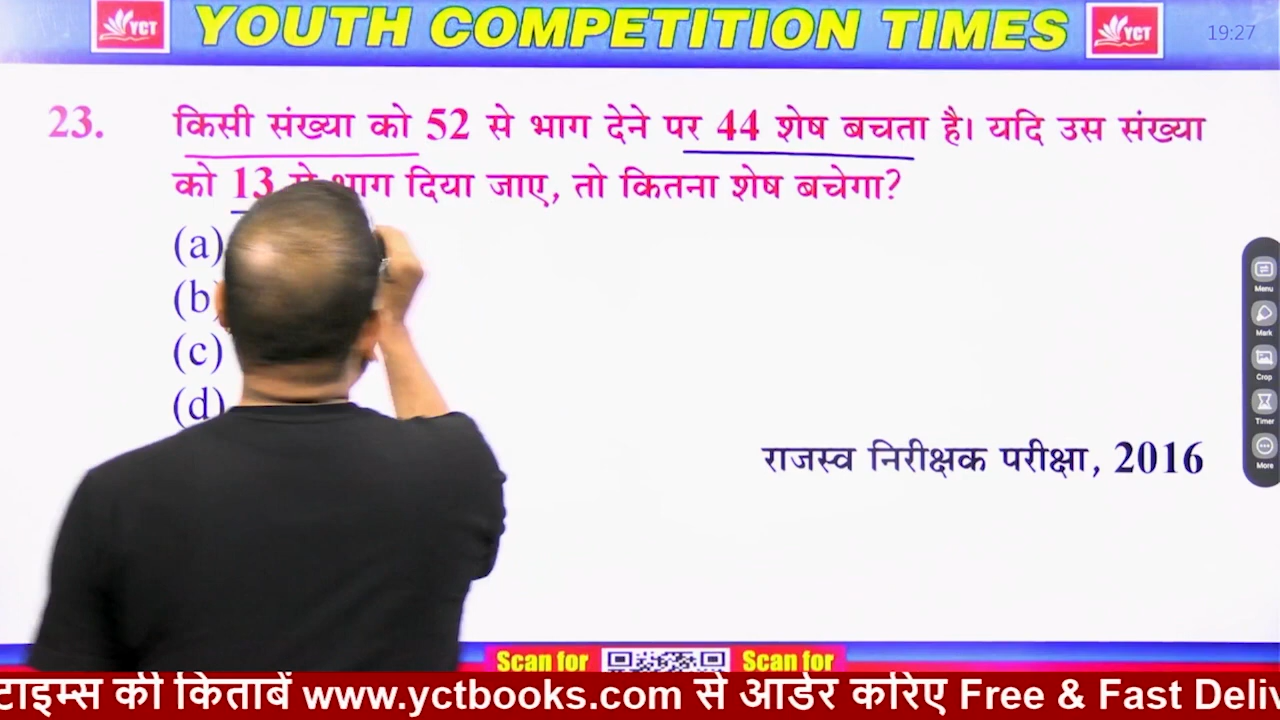 YCT YOUTH COMPETITION TIMES YCT 19:27
23. किसी संख्या को 52 से भाग देने पर 44 शेष बचता है। यदि उस संख्या
को 13 भाग दिया जाए, तो कितना शेष बचेगा?
(a)
(b)
(c)
(d)
राजस्व निरीक्षक परीक्षा, 2016
Menu
Mark
Crop
Timer
More
Scan for Scan for
टाइम्स की किताबें www.yctbooks.com से आर्डर करिए Free & Fast Deliv